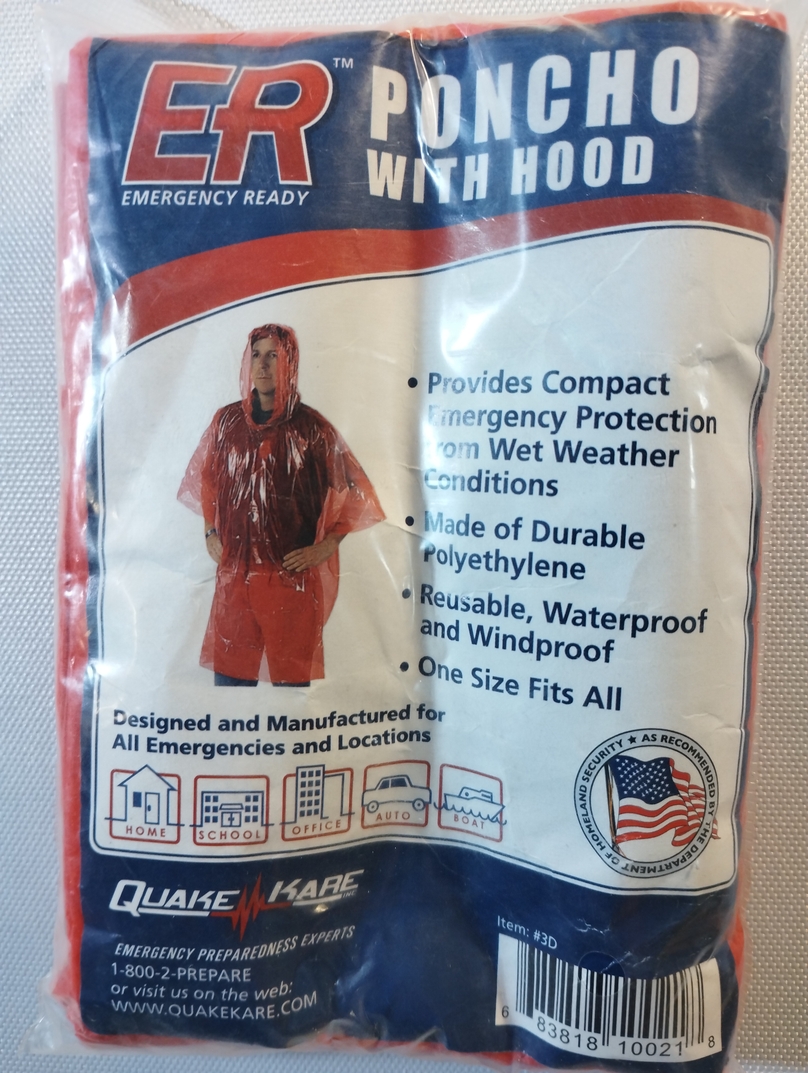 ER™
EMERGENCY READY
PONCHO
WITH HOOD
• Provides Compact
Emergency Protection
from Wet Weather
Conditions
• Made of Durable
Polyethylene
• Reusable, Waterproof
and Windproof
• One Size Fits All
Designed and Manufactured for
All Emergencies and Locations
HOME
SCHOOL
OFFICE
AUTO
BOAT
★ AS RECOMMENDED BY THE DEPARTMENT OF HOMELAND SECURITY
QUAKE KARE INC
EMERGENCY PREPAREDNESS EXPERTS
1-800-2-PREPARE
or visit us on the web:
WWW.QUAKEKARE.COM
Item: #3D
6 83818 10021 8